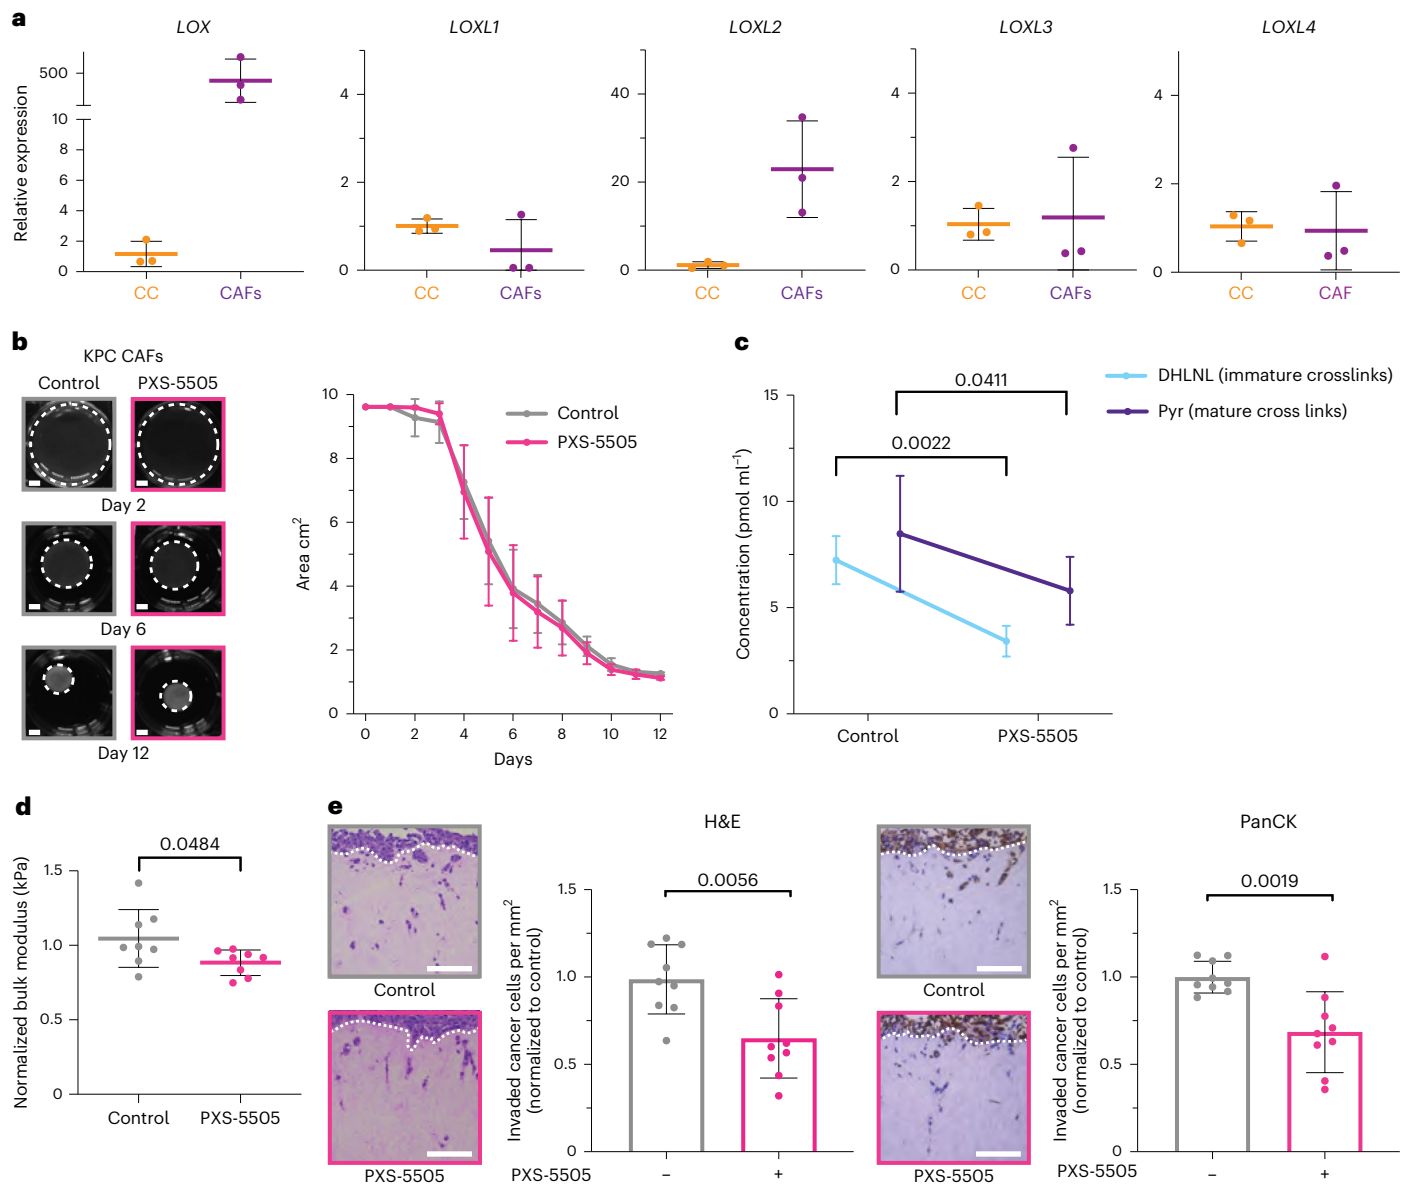 a
LOX
LOXL1
LOXL2
LOXL3
LOXL4
Relative expression
500
10
8
6
4
2
0
CC
CAFs
4
2
0
CC
CAFs
40
20
0
CC
CAFs
4
2
0
CC
CAFs
4
2
0
CC
CAF
b
KPC CAFs
Control
PXS-5505
Day 2
Day 6
Day 12
Area cm²
10
8
6
4
2
0
0
2
4
6
8
10
12
Days
Control
PXS-5505
c
Concentration (pmol ml⁻¹)
15
10
5
0
0.0411
0.0022
Control
PXS-5505
DHLNL (immature crosslinks)
Pyr (mature cross links)
d
Normalized bulk modulus (kPa)
1.5
1.0
0.5
0
0.0484
Control
PXS-5505
e
Control
PXS-5505
H&E
Invaded cancer cells per mm²
(normalized to control)
1.5
1.0
0.5
0
0.0056
PXS-5505
–
+
Control
PXS-5505
PanCK
Invaded cancer cells per mm²
(normalized to control)
1.5
1.0
0.5
0
0.0019
PXS-5505
–
+